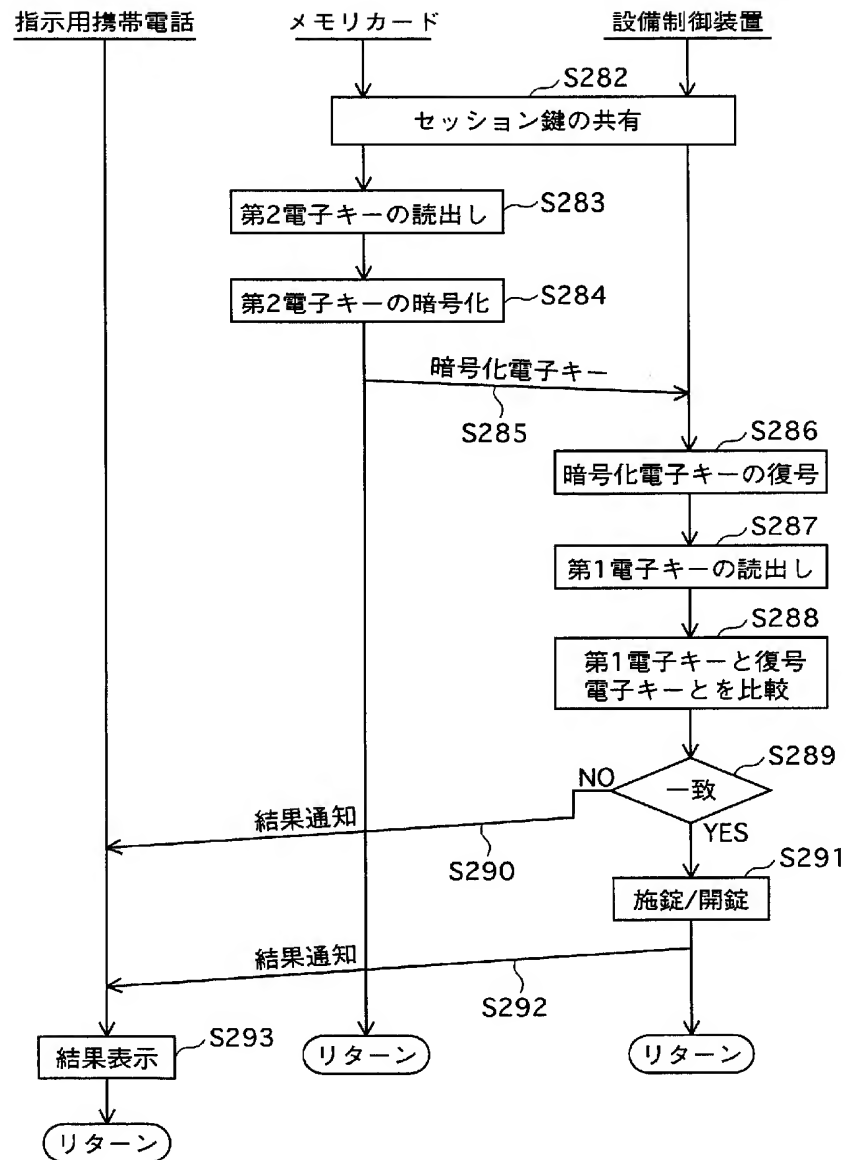 指示用携帯電話
メモリカード
設備制御装置
S282
セッション鍵の共有
第2電子キーの読出し
S283
第2電子キーの暗号化
S284
暗号化電子キー
S285
S286
暗号化電子キーの復号
S287
第1電子キーの読出し
S288
第1電子キーと復号
電子キーとを比較
S289
NO
一致
YES
結果通知
S290
S291
施錠/開錠
結果通知
S292
S293
結果表示
リターン
リターン
リターン